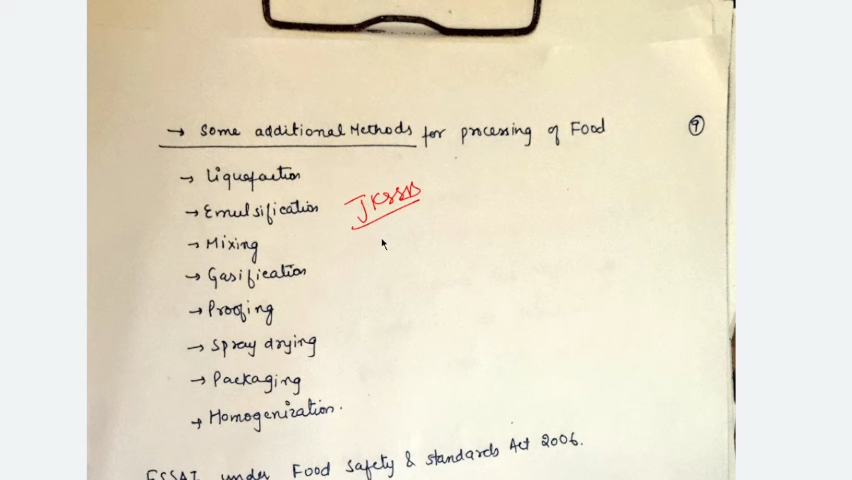 → Some additional Methods for processing of Food ⑨
→ Liquefaction
→ Emulsification
JKSSB
→ Mixing
→ Gasification
→ Proofing
→ Spray drying
→ Packaging
→ Homogenization.
FSSAI under Food Safety & standards Act 2006.